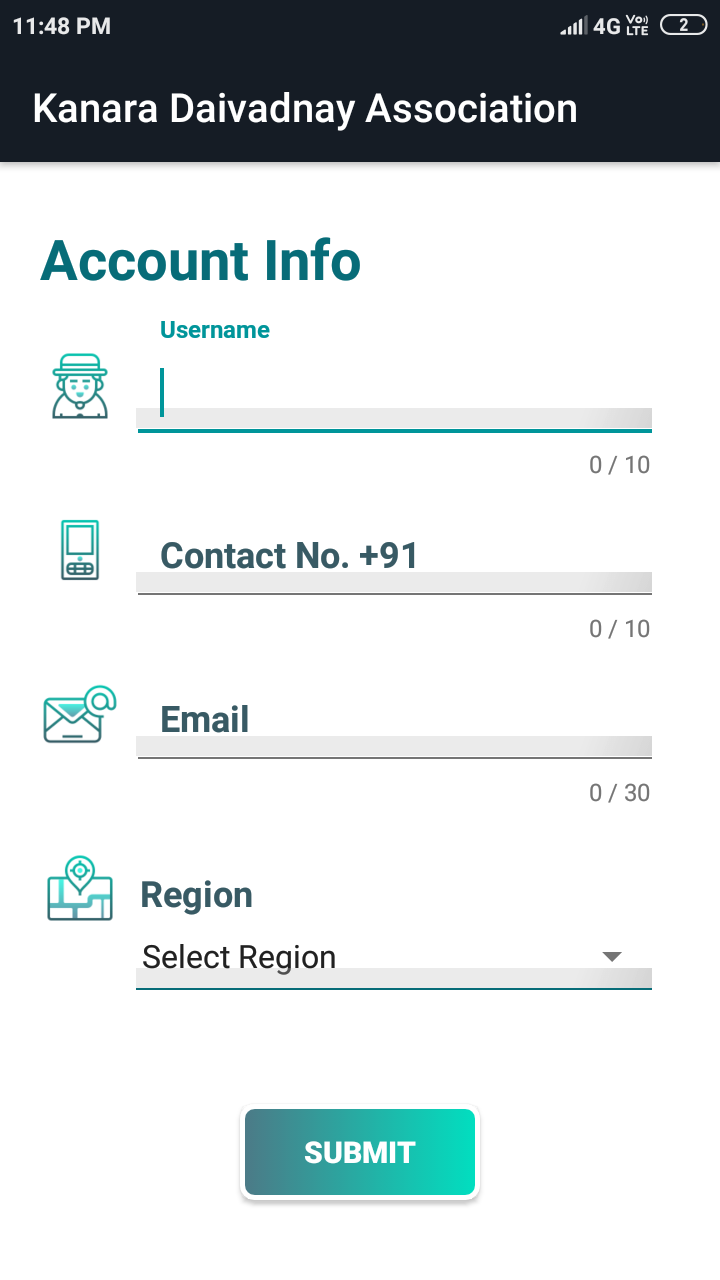 11:48 PM 4G Vo) LTE 2
Kanara Daivadnay Association
Account Info
Username
0 / 10
Contact No. +91
0 / 10
Email
0 / 30
Region
Select Region
SUBMIT